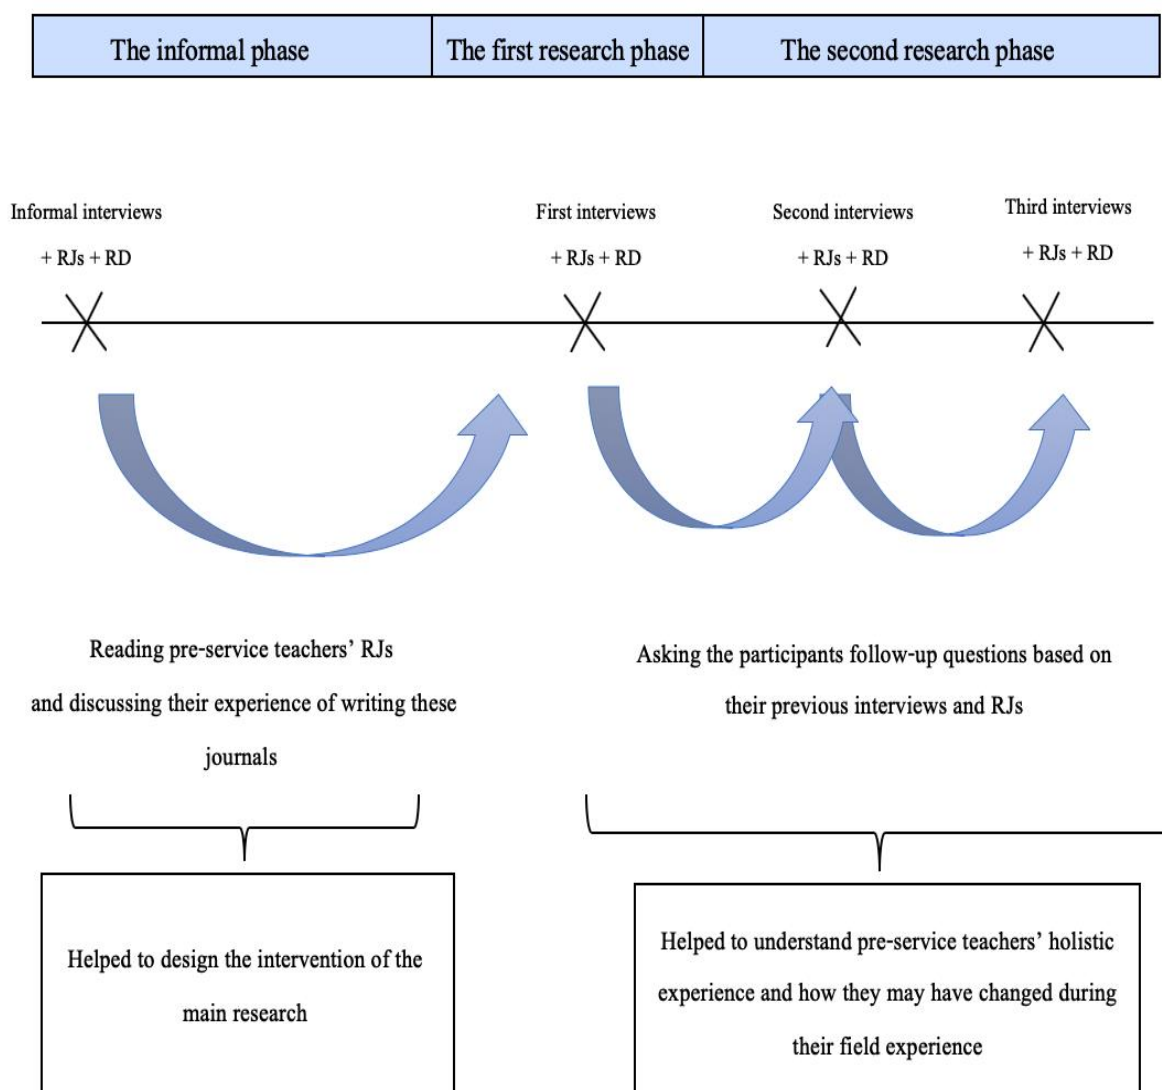 The informal phase
The first research phase
The second research phase
Informal interviews
+ RJs + RD
First interviews
+ RJs + RD
Second interviews
+ RJs + RD
Third interviews
+ RJs + RD
Reading pre-service teachers’ RJs
and discussing their experience of writing these
journals
Asking the participants follow-up questions based on
their previous interviews and RJs
Helped to design the intervention of the
main research
Helped to understand pre-service teachers’ holistic
experience and how they may have changed during
their field experience